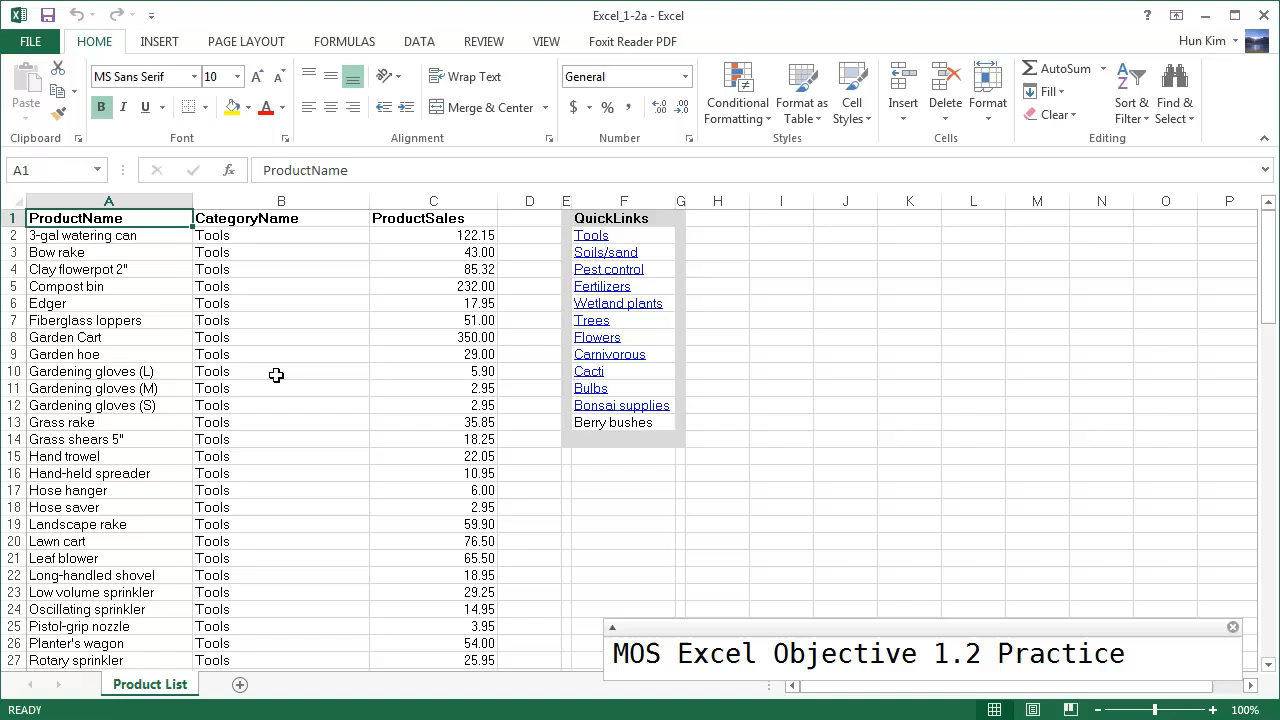 Excel_1-2a - Excel
FILE HOME INSERT PAGE LAYOUT FORMULAS DATA REVIEW VIEW Foxit Reader PDF Hun Kim
Paste
MS Sans Serif 10
B I U
Wrap Text
Merge & Center
General
$ % ,
Conditional Formatting
Format as Table
Cell Styles
Insert
Delete
Format
AutoSum
Fill
Clear
Sort & Filter
Find & Select
Clipboard Font Alignment Number Styles Cells Editing
A1 fx ProductName
A B C D E F G H I J K L M N O P
1 ProductName CategoryName ProductSales QuickLinks
2 3-gal watering can Tools 122.15 Tools
3 Bow rake Tools 43.00 Soils/sand
4 Clay flowerpot 2" Tools 85.32 Pest control
5 Compost bin Tools 232.00 Fertilizers
6 Edger Tools 17.95 Wetland plants
7 Fiberglass loppers Tools 51.00 Trees
8 Garden Cart Tools 350.00 Flowers
9 Garden hoe Tools 29.00 Carnivorous
10 Gardening gloves (L) Tools 5.90 Cacti
11 Gardening gloves (M) Tools 2.95 Bulbs
12 Gardening gloves (S) Tools 2.95 Bonsai supplies
13 Grass rake Tools 35.85 Berry bushes
14 Grass shears 5" Tools 18.25
15 Hand trowel Tools 22.05
16 Hand-held spreader Tools 10.95
17 Hose hanger Tools 6.00
18 Hose saver Tools 2.95
19 Landscape rake Tools 59.90
20 Lawn cart Tools 76.50
21 Leaf blower Tools 65.50
22 Long-handled shovel Tools 18.95
23 Low volume sprinkler Tools 29.25
24 Oscillating sprinkler Tools 14.95
25 Pistol-grip nozzle Tools 3.95
26 Planter's wagon Tools 54.00
27 Rotary sprinkler Tools 25.95
MOS Excel Objective 1.2 Practice
Product List
READY 100%